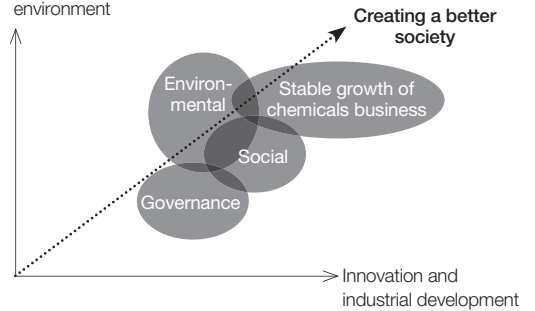 environment
Creating a better
society
Environ-
mental
Stable growth of
chemicals business
Social
Governance
Innovation and
industrial development